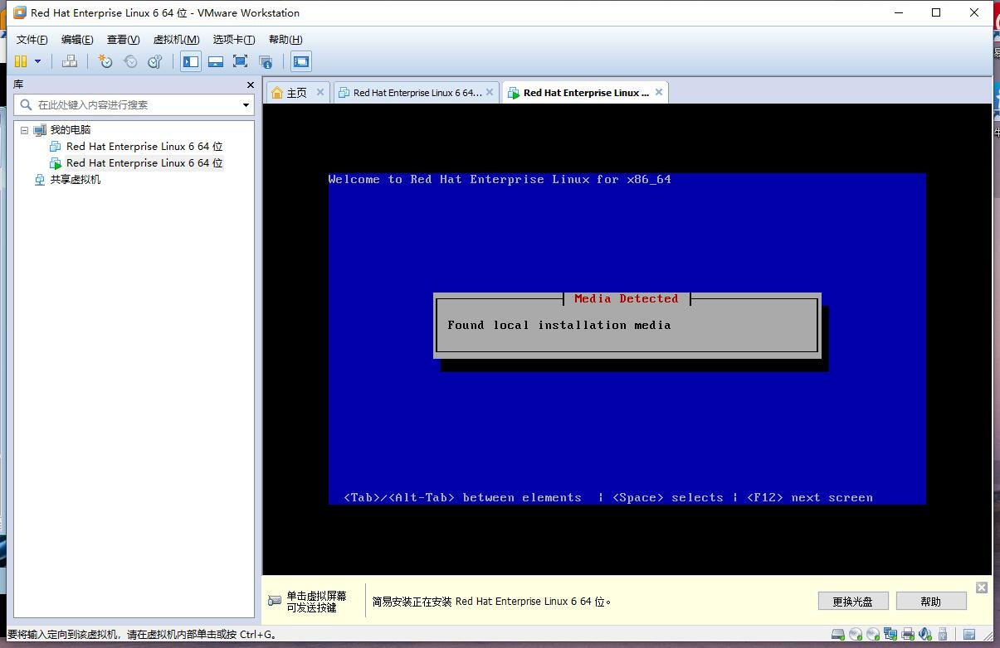 Red Hat Enterprise Linux 6 64 位 - VMware Workstation
文件(F) 编辑(E) 查看(V) 虚拟机(M) 选项卡(T) 帮助(H)
库
在此处键入内容进行搜索
我的电脑
Red Hat Enterprise Linux 6 64 位
Red Hat Enterprise Linux 6 64 位
共享虚拟机
主页 Red Hat Enterprise Linux 6 64... Red Hat Enterprise Linux ...
Welcome to Red Hat Enterprise Linux for x86_64
Media Detected
Found local installation media
<Tab>/<Alt-Tab> between elements | <Space> selects | <F12> next screen
单击虚拟屏幕
可发送按键
简易安装正在安装 Red Hat Enterprise Linux 6 64 位。
更换光盘 帮助
要将输入定向到该虚拟机，请在虚拟机内部单击或按 Ctrl+G。